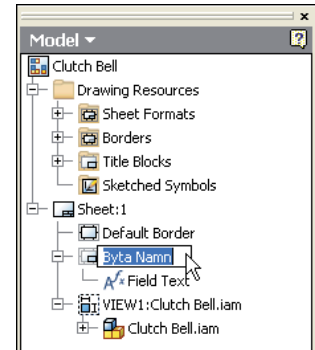 x
Model
?
Clutch Bell
Drawing Resources
Sheet Formats
Borders
Title Blocks
Sketched Symbols
Sheet:1
Default Border
Byta Namn
Field Text
VIEW1:Clutch Bell.iam
Clutch Bell.iam